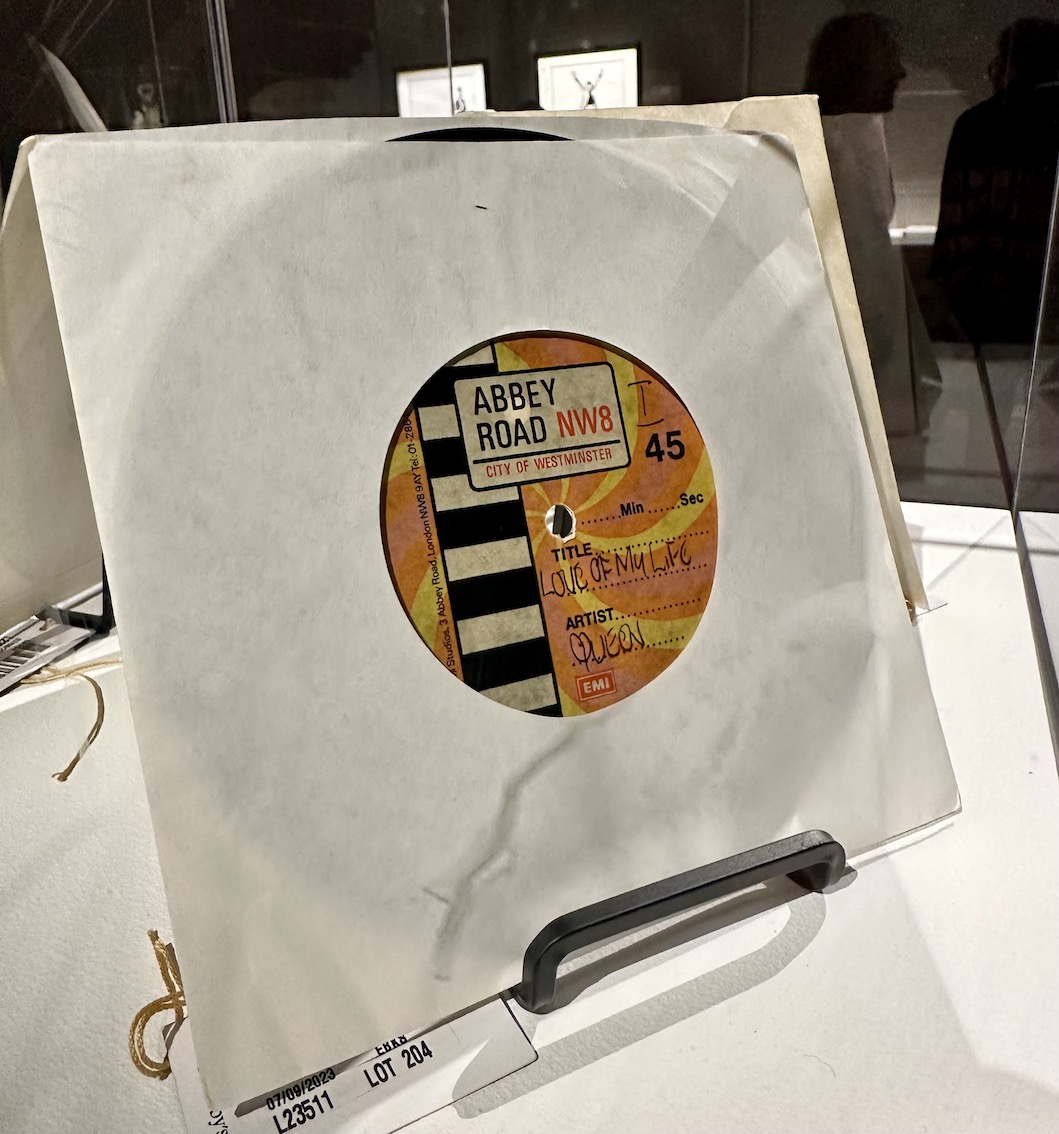 ABBEY
ROAD NW8
CITY OF WESTMINSTER
I
45
.......Min ......Sec
TITLE..................
LOVE OF MY LIFE
ARTIST..............
QUEEN
EMI
Studios, 3 Abbey Road, London NW8 9AY Tel: 01-286
LOT 204
07/09/2023
L23511